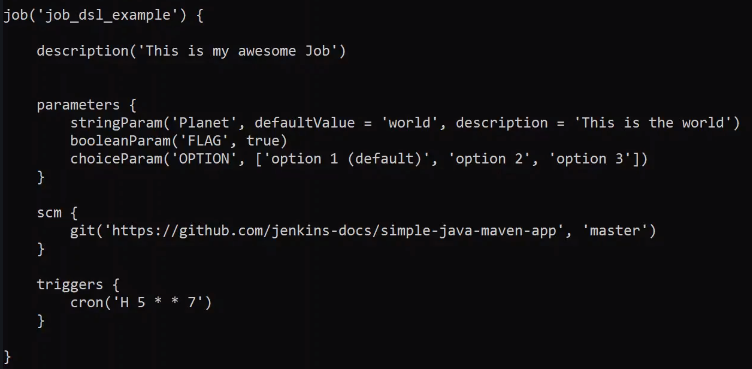 job('job_dsl_example') {
description('This is my awesome Job')
parameters {
stringParam('Planet', defaultValue = 'world', description = 'This is the world')
booleanParam('FLAG', true)
choiceParam('OPTION', ['option 1 (default)', 'option 2', 'option 3'])
}
scm {
git('https://github.com/jenkins-docs/simple-java-maven-app', 'master')
}
triggers {
cron('H 5 * * 7')
}
}